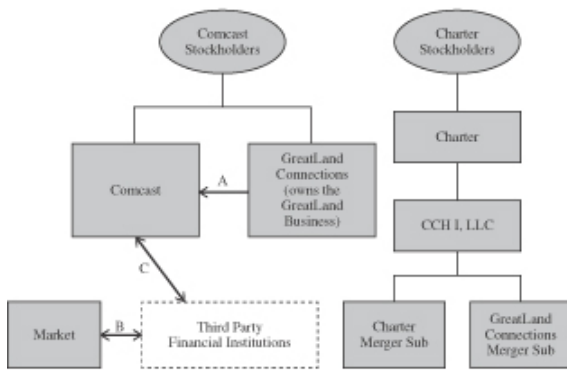 Comcast
Stockholders
Charter
Stockholders
Comcast
A
GreatLand
Connections
(owns the
GreatLand
Business)
Charter
CCH I, LLC
C
Market
B
Third Party
Financial Institutions
Charter
Merger Sub
GreatLand
Connections
Merger Sub